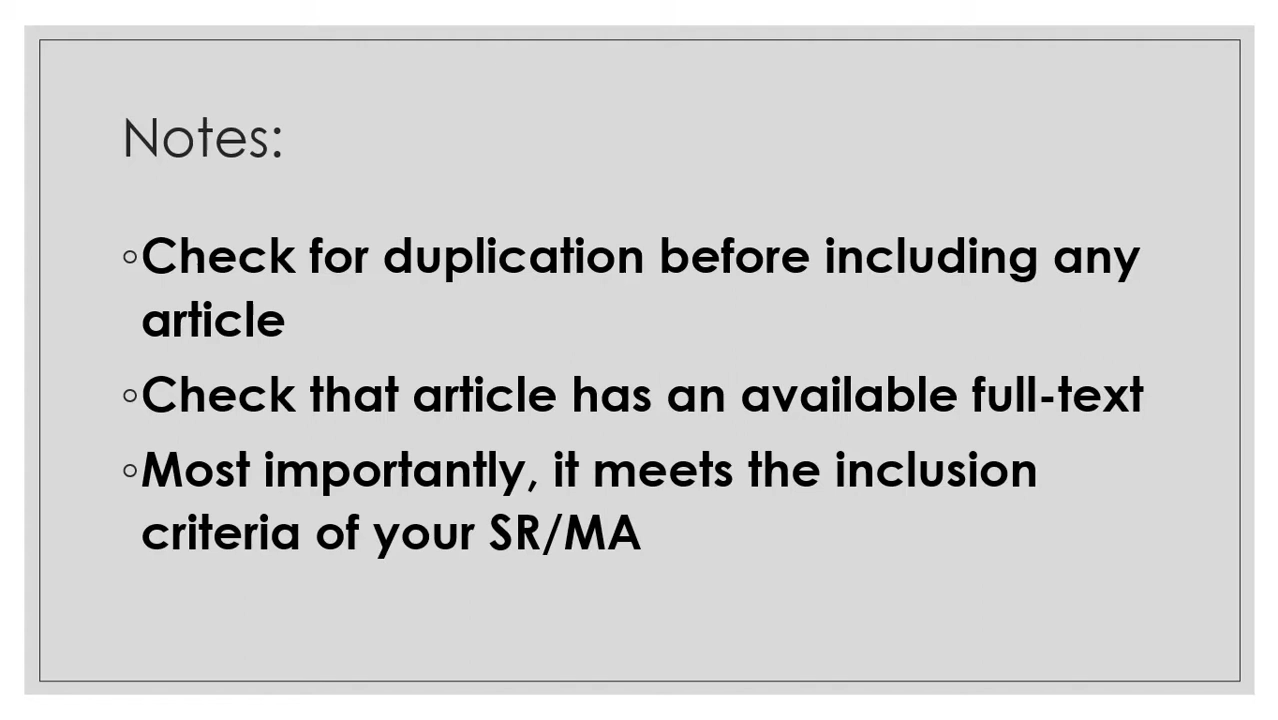 Notes:
◦Check for duplication before including any
article
◦Check that article has an available full-text
◦Most importantly, it meets the inclusion
criteria of your SR/MA